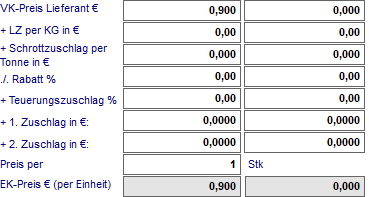 VK-Preis Lieferant € 0,900 0,000
+ LZ per KG in € 0,00 0,00
+ Schrottzuschlag per
Tonne in € 0,000 0,000
./. Rabatt % 0,00 0,00
+ Teuerungszuschlag % 0,00 0,00
+ 1. Zuschlag in €: 0,0000 0,0000
+ 2. Zuschlag in €: 0,0000 0,0000
Preis per 1 Stk
EK-Preis € (per Einheit) 0,900 0,000